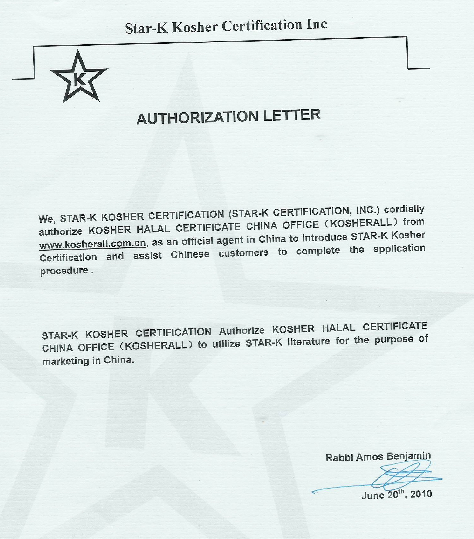 Star-K Kosher Certification Inc
K
AUTHORIZATION LETTER
We, STAR-K KOSHER CERTIFICATION (STAR-K CERTIFICATION, INC.) cordially
authorize KOSHER HALAL CERTIFICATE CHINA OFFICE (KOSHERALL) from
www.kosherall.com.cn, as an official agent in China to introduce STAR-K Kosher
Certification and assist Chinese customers to complete the application
procedure .
STAR-K KOSHER CERTIFICATION Authorize KOSHER HALAL CERTIFICATE
CHINA OFFICE (KOSHERALL) to utilize STAR-K literature for the purpose of
marketing in China.
Rabbi Amos Benjamin
June 20th, 2010